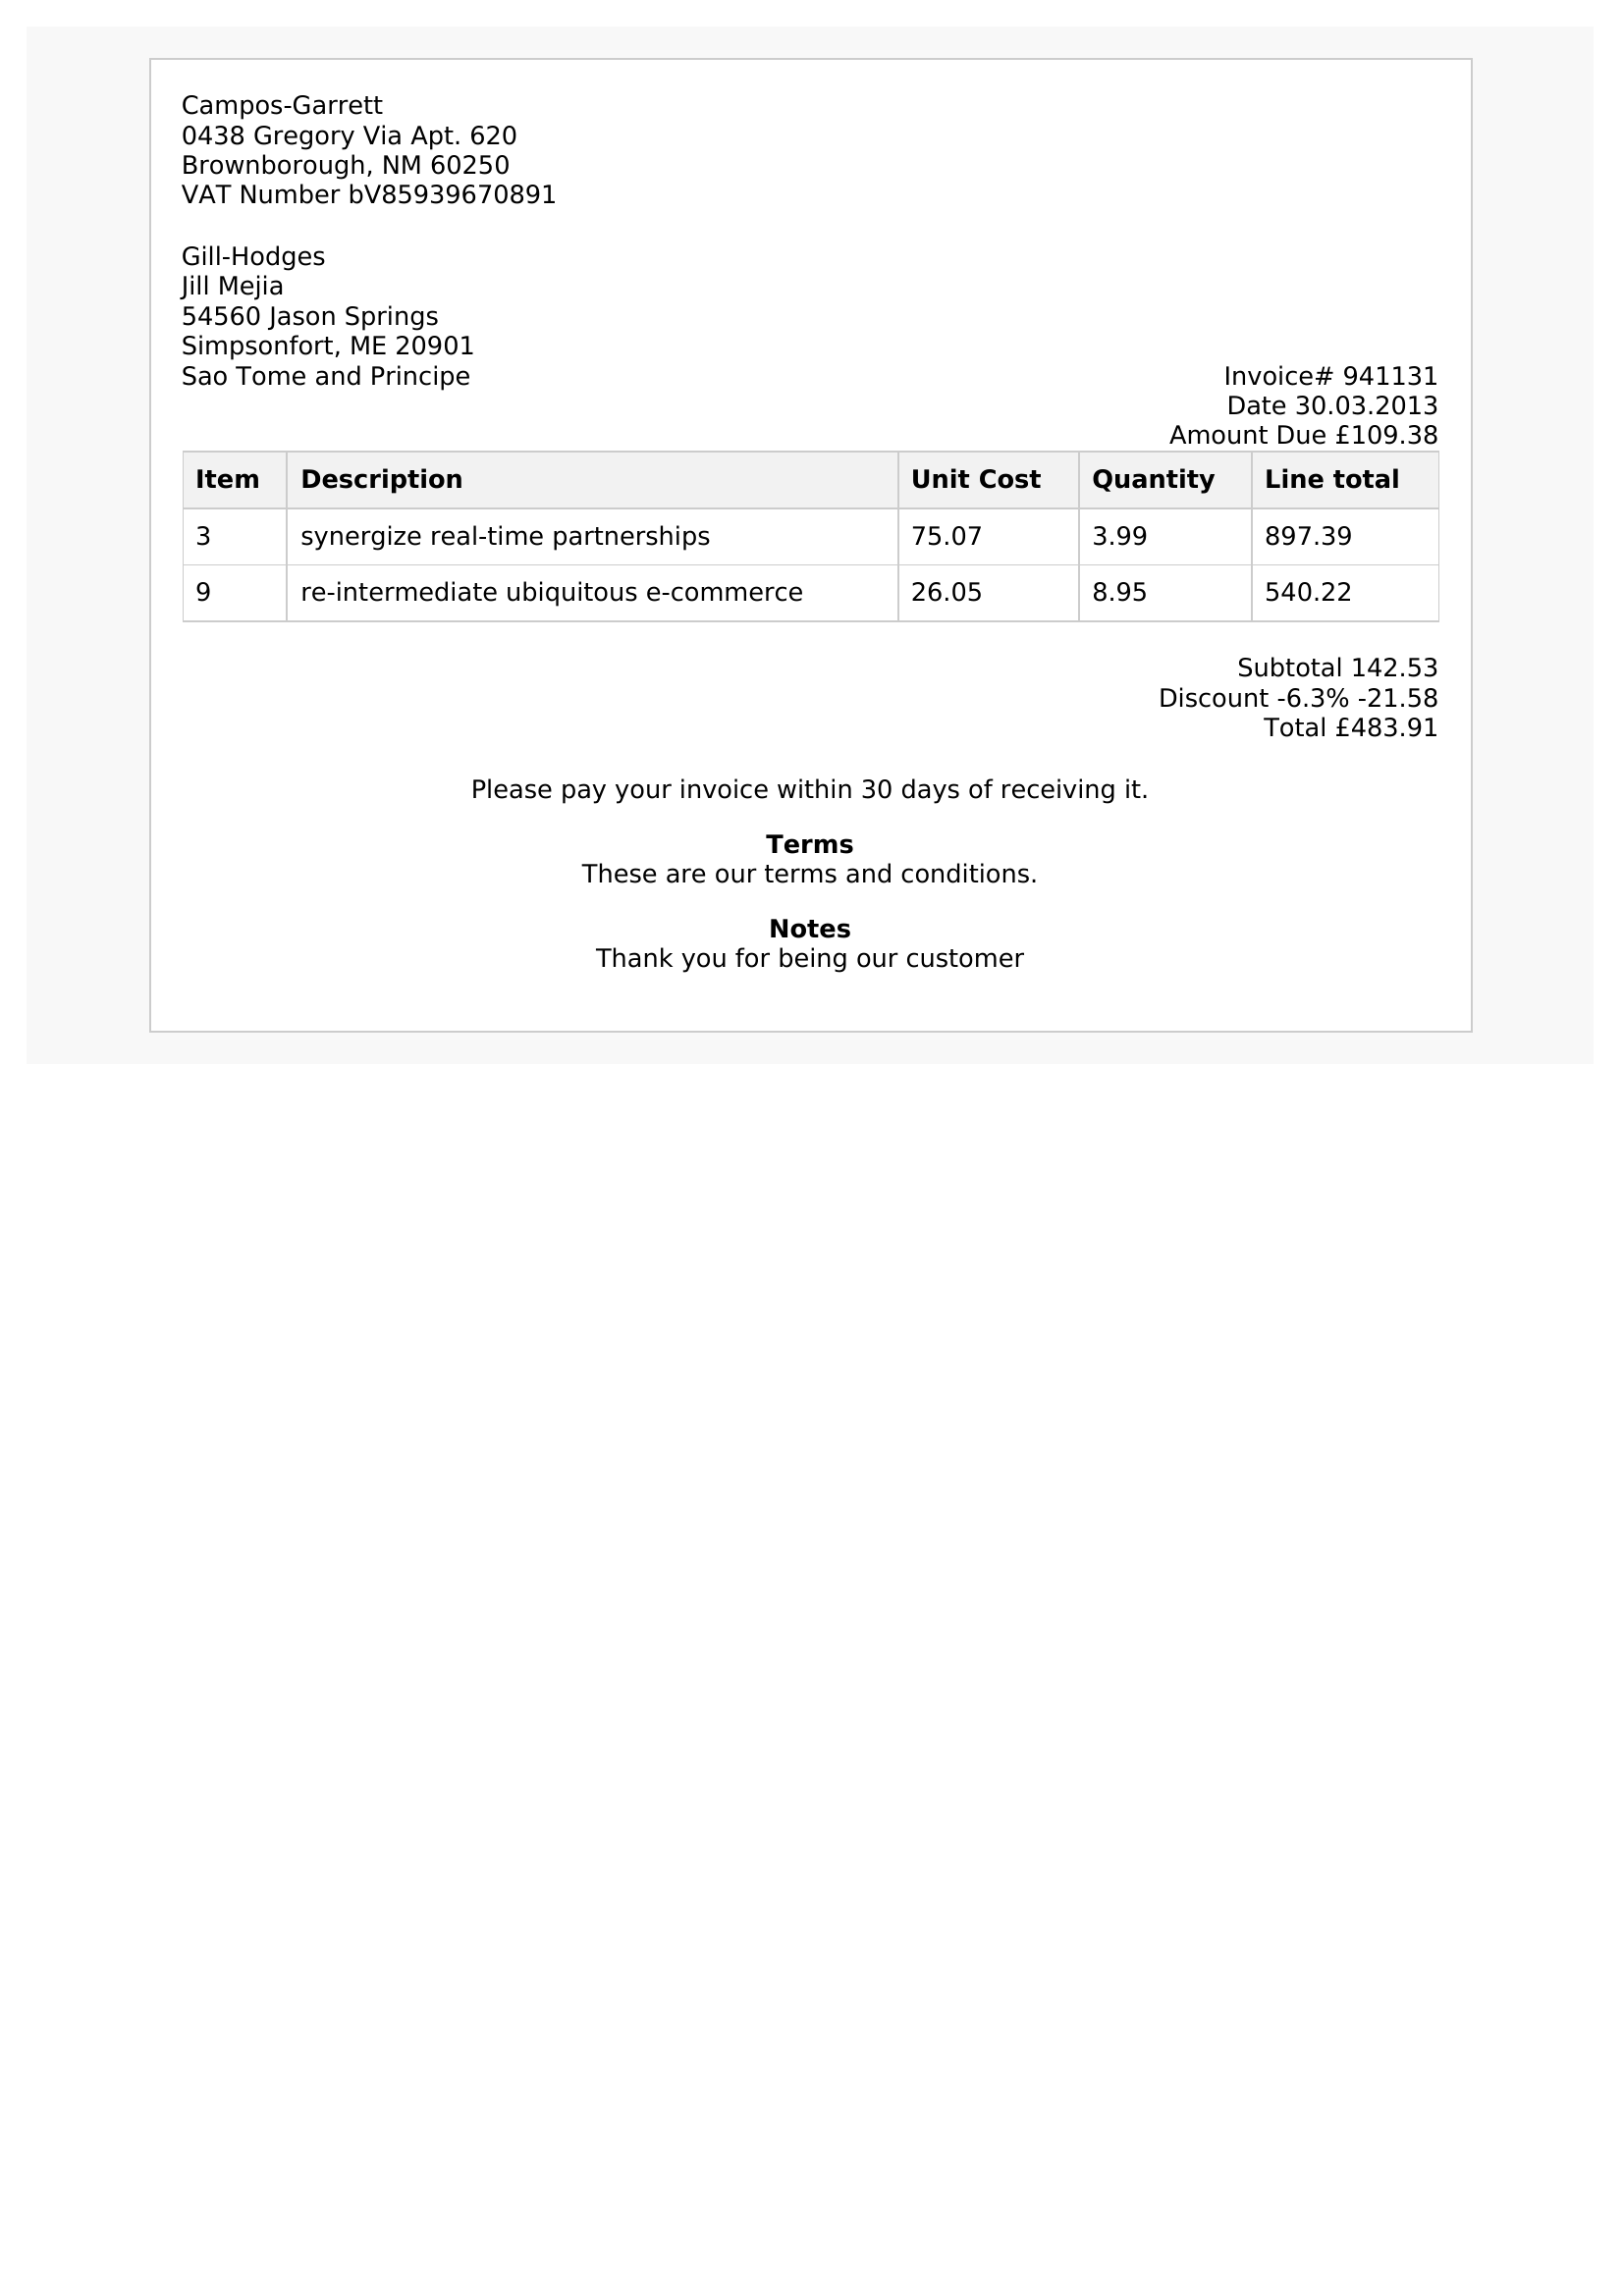 Campos-Garrett
0438 Gregory Via Apt. 620
Brownborough, NM 60250
VAT Number bV85939670891
Gill-Hodges
Jill Mejia
54560 Jason Springs
Simpsonfort, ME 20901
Sao Tome and Principe
Invoice# 941131
Date 30.03.2013
Amount Due £109.38
Item Description Unit Cost Quantity Line total
3 synergize real-time partnerships 75.07 3.99 897.39
9 re-intermediate ubiquitous e-commerce 26.05 8.95 540.22
Subtotal 142.53
Discount -6.3% -21.58
Total £483.91
Please pay your invoice within 30 days of receiving it.
Terms
These are our terms and conditions.
Notes
Thank you for being our customer